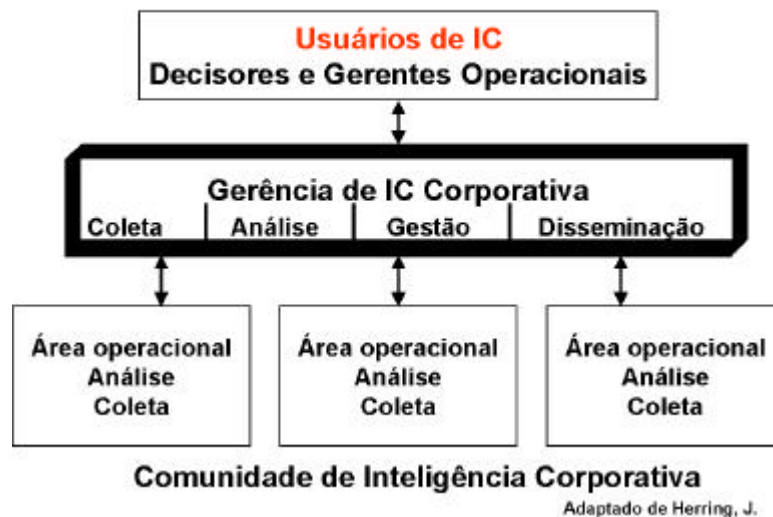 Usuários de IC
Decisores e Gerentes Operacionais
Gerência de IC Corporativa
Coleta Análise Gestão Disseminação
Área operacional
Análise
Coleta
Área operacional
Análise
Coleta
Área operacional
Análise
Coleta
Comunidade de Inteligência Corporativa
Adaptado de Herring, J.